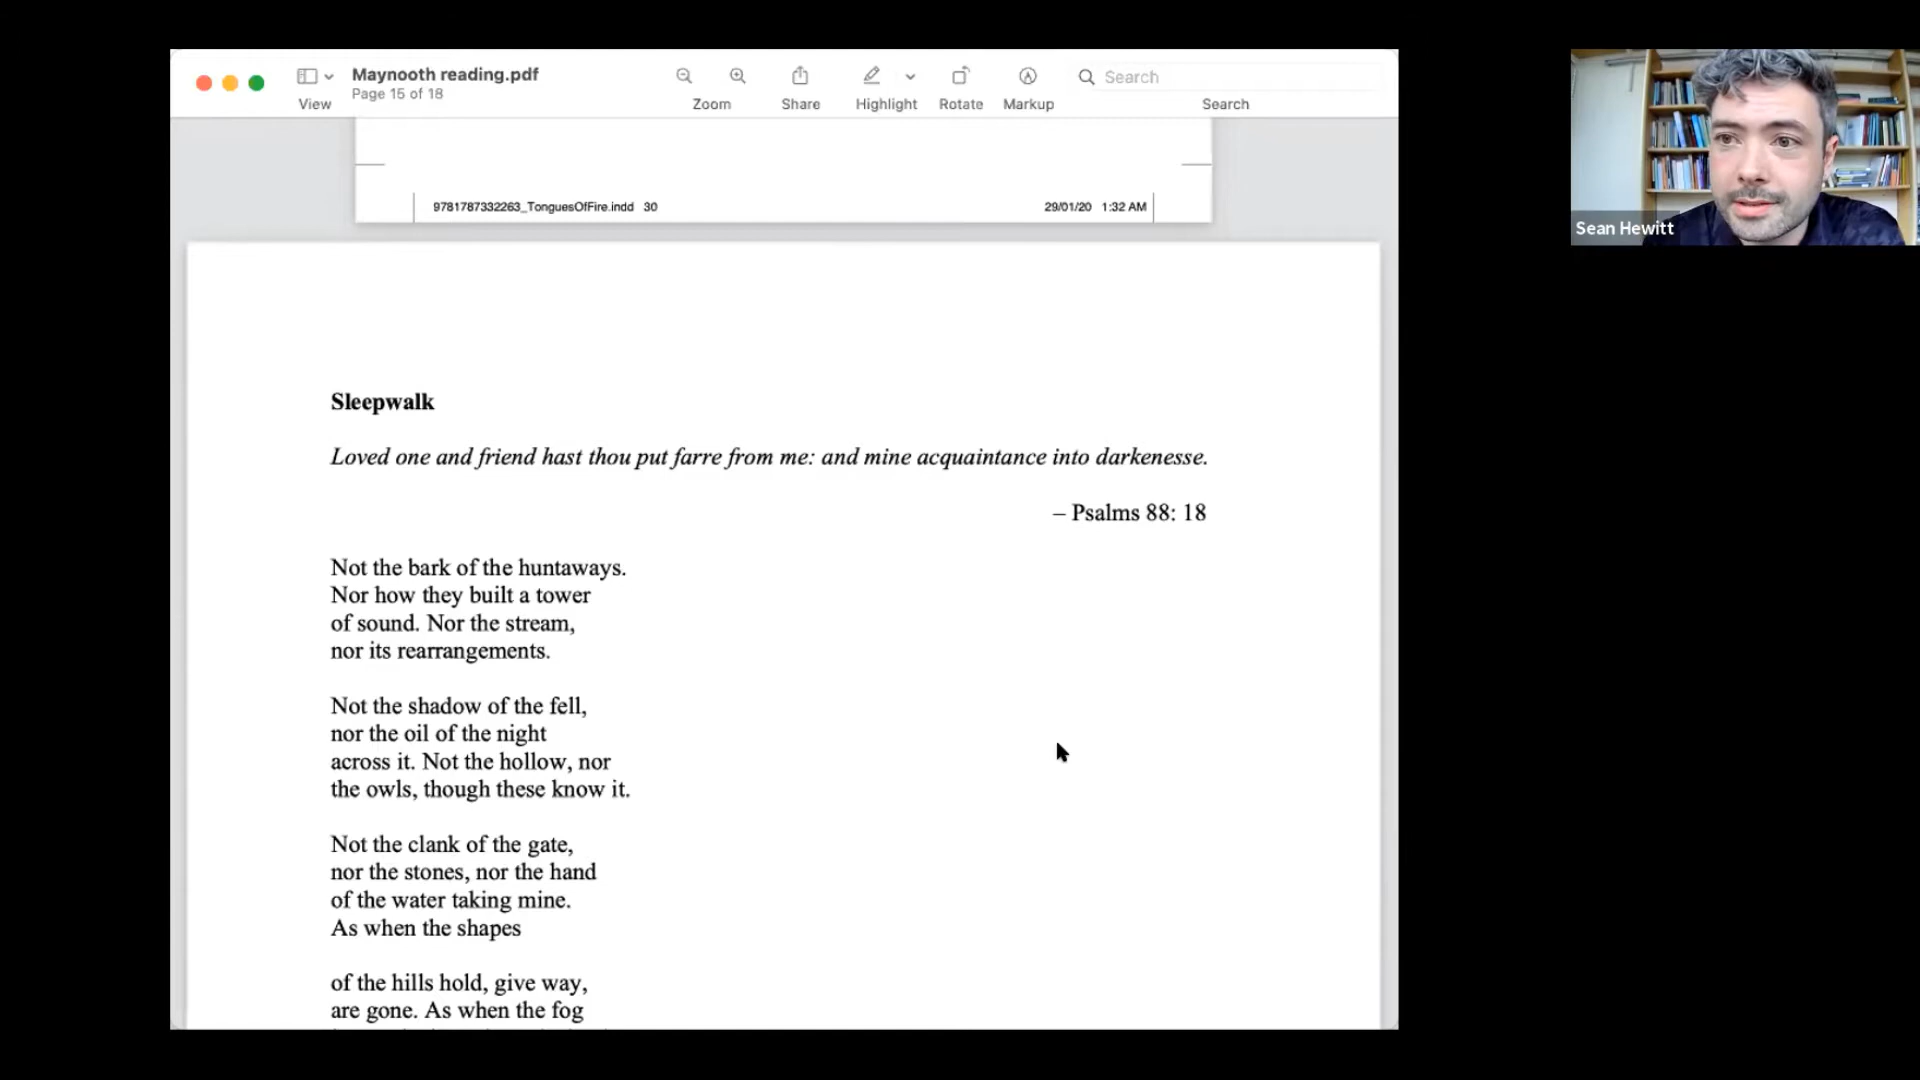 Maynooth reading.pdf
Page 15 of 18
View
Zoom
Share
Highlight
Rotate
Markup
Search
Search
9781787332263_TonguesOfFire.indd 30
29/01/20 1:32 AM
Sean Hewitt
Sleepwalk
Loved one and friend hast thou put farre from me: and mine acquaintance into darkenesse.
– Psalms 88: 18
Not the bark of the huntaways.
Nor how they built a tower
of sound. Nor the stream,
nor its rearrangements.
Not the shadow of the fell,
nor the oil of the night
across it. Not the hollow, nor
the owls, though these know it.
Not the clank of the gate,
nor the stones, nor the hand
of the water taking mine.
As when the shapes
of the hills hold, give way,
are gone. As when the fog